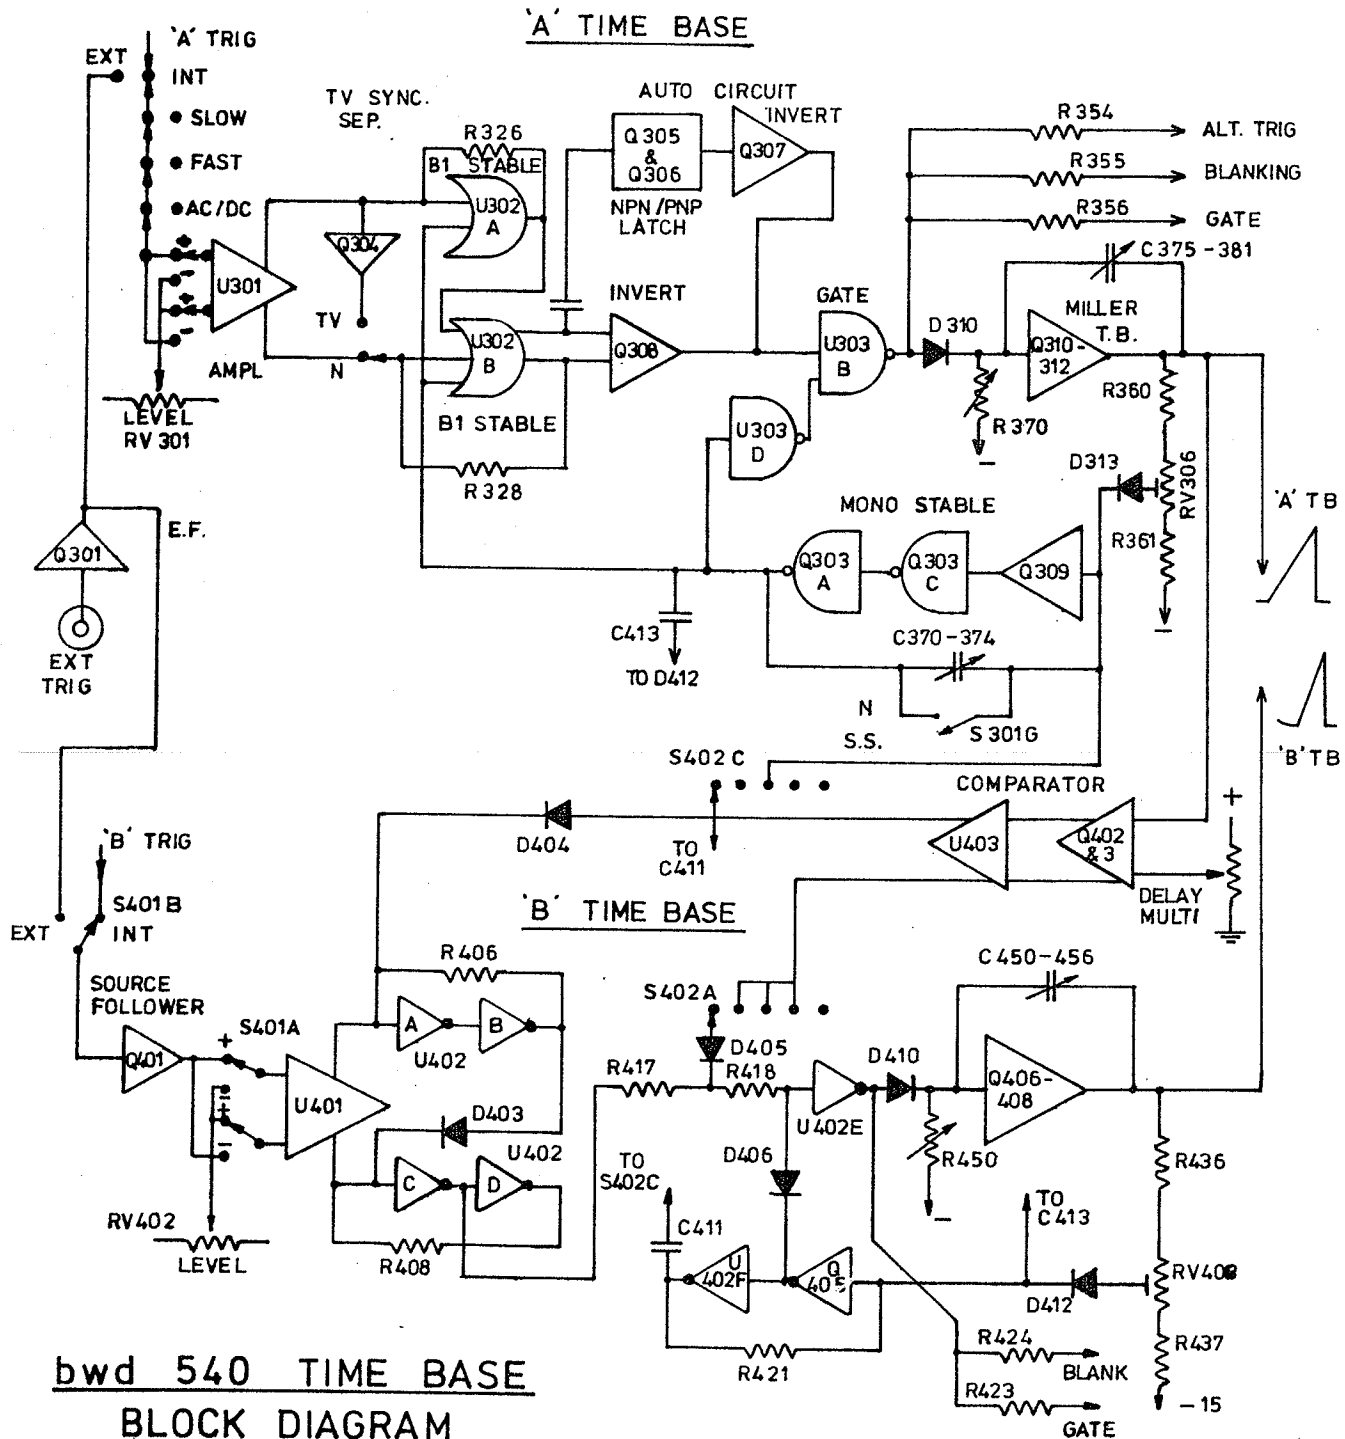 'A' TIME BASE
'A' TRIG
EXT
INT
SLOW
FAST
AC/DC
+
-
+
-
U301
AMPL
LEVEL
RV 301
E.F.
Q301
EXT
TRIG
TV SYNC.
SEP.
Q304
TV
N
R326
B1 STABLE
U302
A
U302
B
B1 STABLE
R328
AUTO CIRCUIT
Q305
&
Q306
NPN/PNP
LATCH
INVERT
Q307
INVERT
Q308
GATE
U303
B
U303
D
R354
ALT. TRIG
R355
BLANKING
R356
GATE
C375-381
D310
MILLER
T.B.
Q310-
312
R370
-
R360
D313
RV306
R361
-
'A' TB
MONO STABLE
Q303
A
Q303
C
Q309
C413
TO D412
C370-374
N
S.S.
S301G
'B' TB
S402C
COMPARATOR
D404
TO
C411
U403
Q402
& 3
+
DELAY
MULTI
'B' TRIG
S401B
EXT
INT
'B' TIME BASE
SOURCE
FOLLOWER
Q401
S401A
+
-
+
-
U401
RV402
LEVEL
R406
A
B
U402
D403
U402
C
D
R408
S402A
C450-456
R417
D405
R418
U402E
D410
Q406-
408
R450
-
D406
TO
S402C
C411
U
402F
Q
405
R421
TO
C413
D412
R436
R437
-15
R424
BLANK
R423
GATE
bwd 540 TIME BASE
BLOCK DIAGRAM